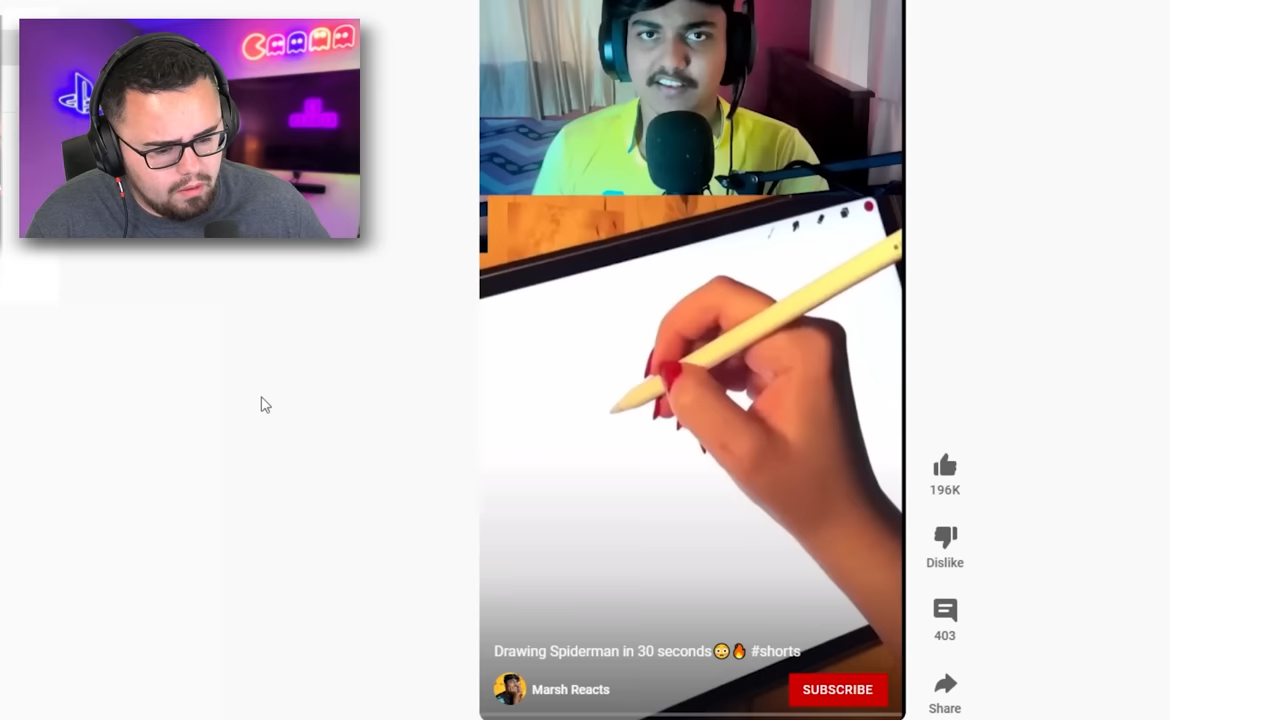 196K
Dislike
403
Drawing Spiderman in 30 seconds😳🔥 #shorts
Marsh Reacts
SUBSCRIBE
Share